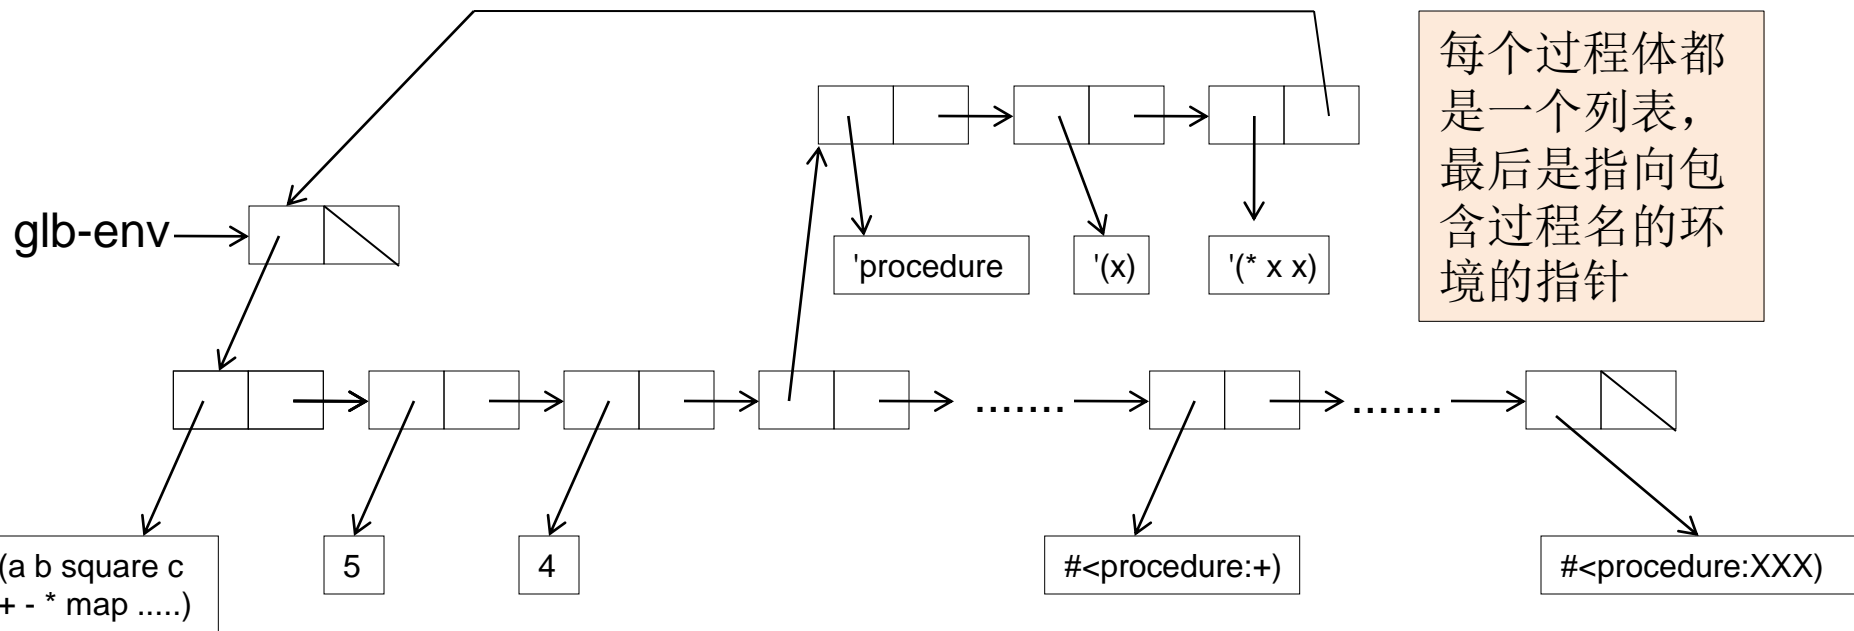 每个过程体都
是一个列表，
最后是指向包
含过程名的环
境的指针
glb-env
'procedure
'(x)
'(* x x)
.......
.......
(a b square c
+ - * map .....)
5
4
#<procedure:+)
#<procedure:XXX)